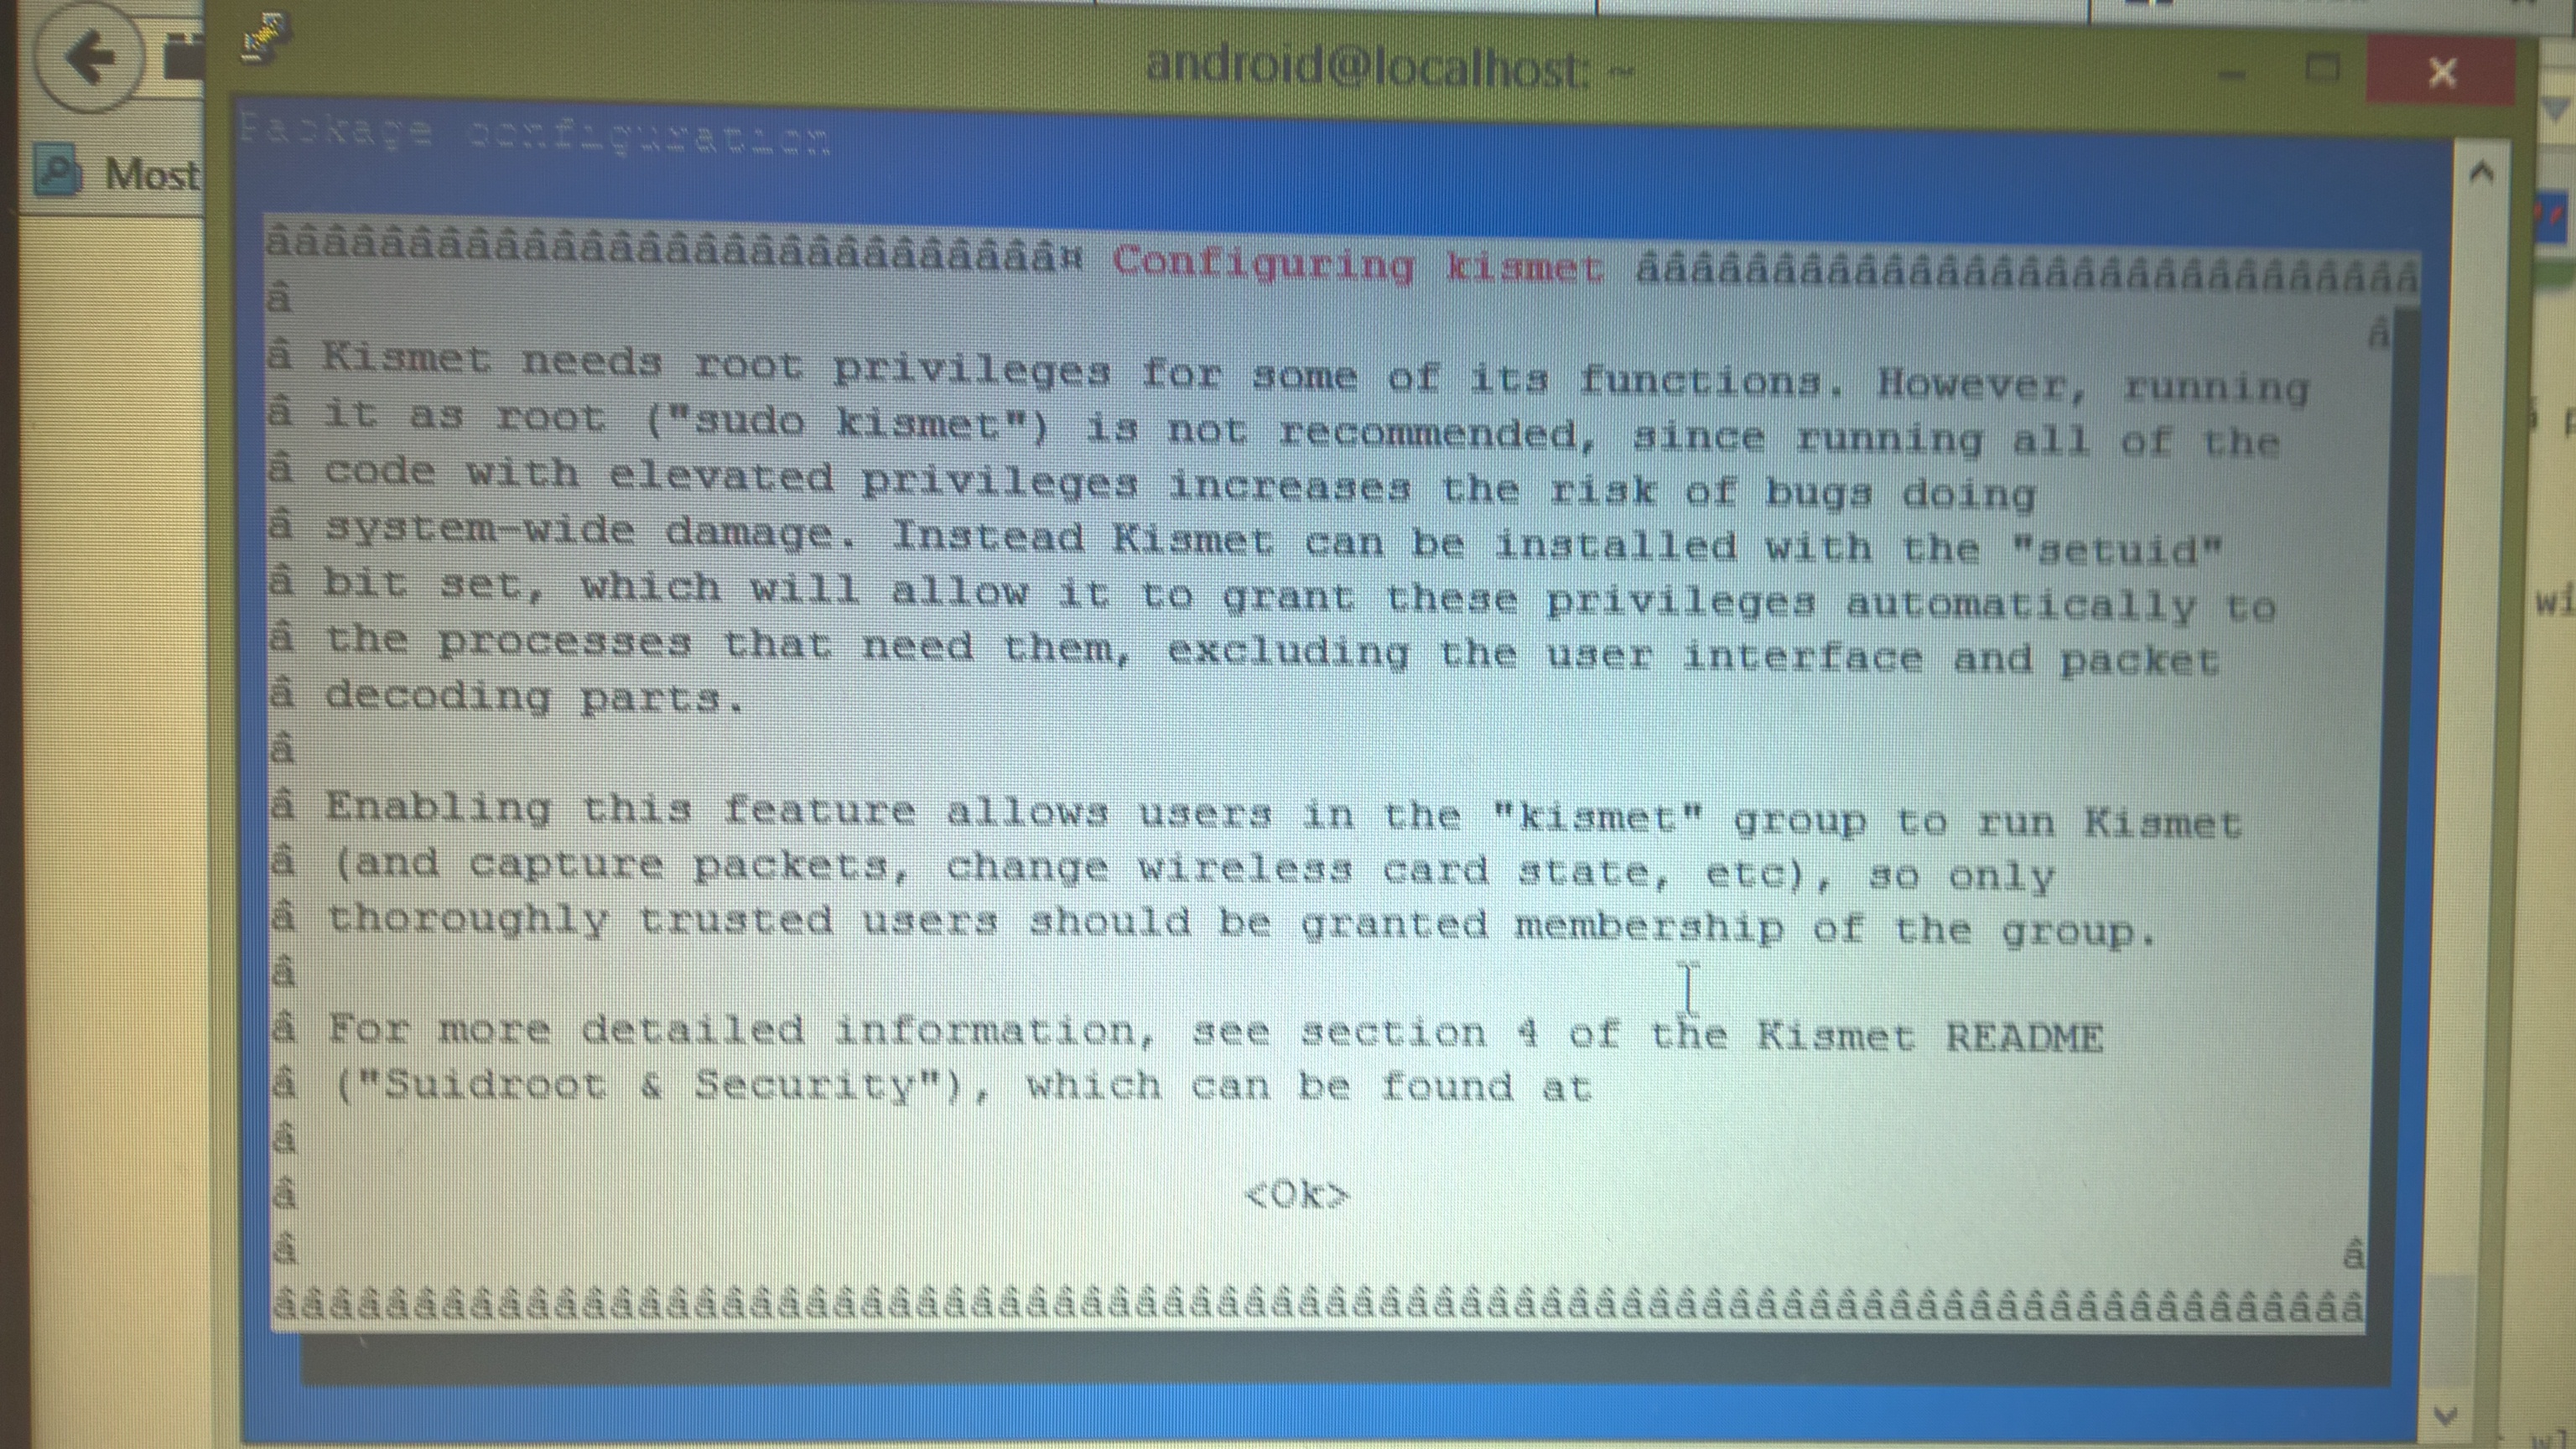 android@localhost: ~
Most
Package configuration
âââââââââââââââââââââââââââââ¤ Configuring kismet âââââââââââââââââââââââââââââ
â
â
â Kismet needs root privileges for some of its functions. However, running
â it as root ("sudo kismet") is not recommended, since running all of the
â code with elevated privileges increases the risk of bugs doing
â system-wide damage. Instead Kismet can be installed with the "setuid"
â bit set, which will allow it to grant these privileges automatically to
â the processes that need them, excluding the user interface and packet
â decoding parts.
â
â Enabling this feature allows users in the "kismet" group to run Kismet
â (and capture packets, change wireless card state, etc), so only
â thoroughly trusted users should be granted membership of the group.
â
â For more detailed information, see section 4 of the Kismet README
â ("Suidroot & Security"), which can be found at
â
â <Ok>
â â
âââââââââââââââââââââââââââââââââââââââââââââââââââââââââââââââââââââââââââ
wi